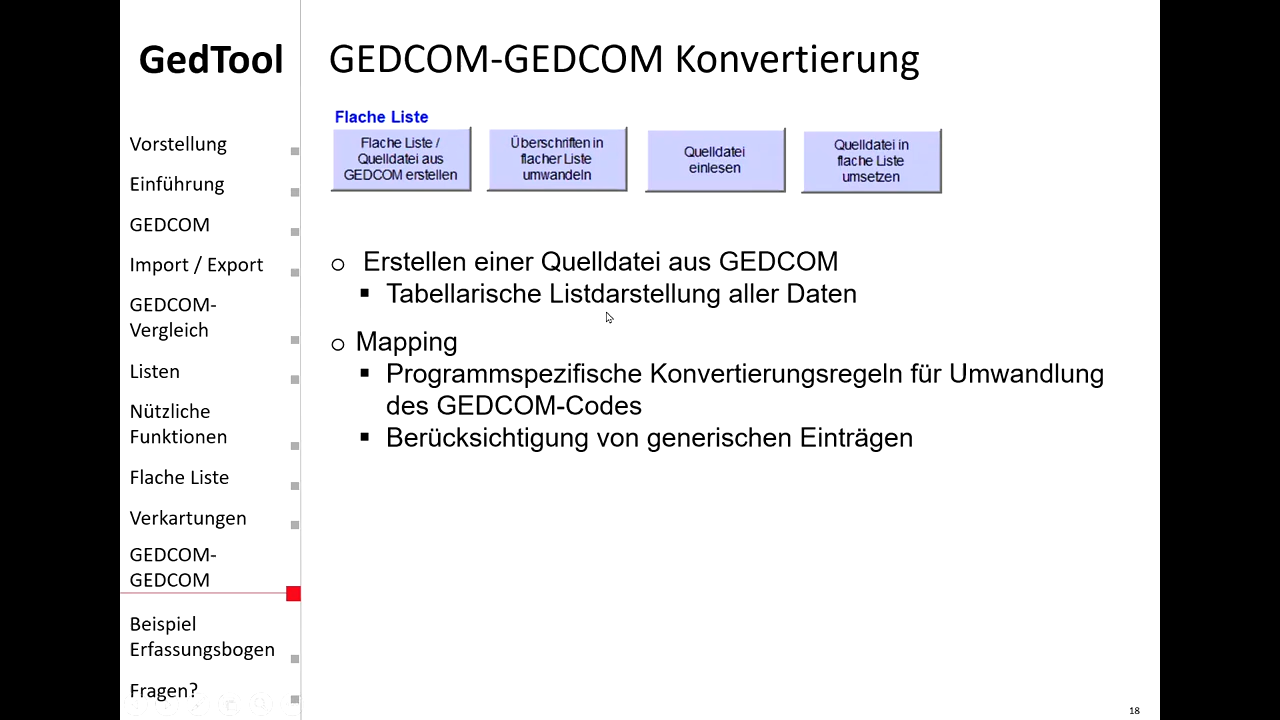 GedTool
GEDCOM-GEDCOM Konvertierung
Vorstellung
Einführung
GEDCOM
Import / Export
GEDCOM-
Vergleich
Listen
Nützliche
Funktionen
Flache Liste
Verkartungen
GEDCOM-
GEDCOM
Beispiel
Erfassungsbogen
Fragen?
Flache Liste
Flache Liste /
Quelldatei aus
GEDCOM erstellen
Überschriften in
flacher Liste
umwandeln
Quelldatei
einlesen
Quelldatei in
flache Liste
umsetzen
Erstellen einer Quelldatei aus GEDCOM
Tabellarische Listdarstellung aller Daten
Mapping
Programmspezifische Konvertierungsregeln für Umwandlung
des GEDCOM-Codes
Berücksichtigung von generischen Einträgen
18